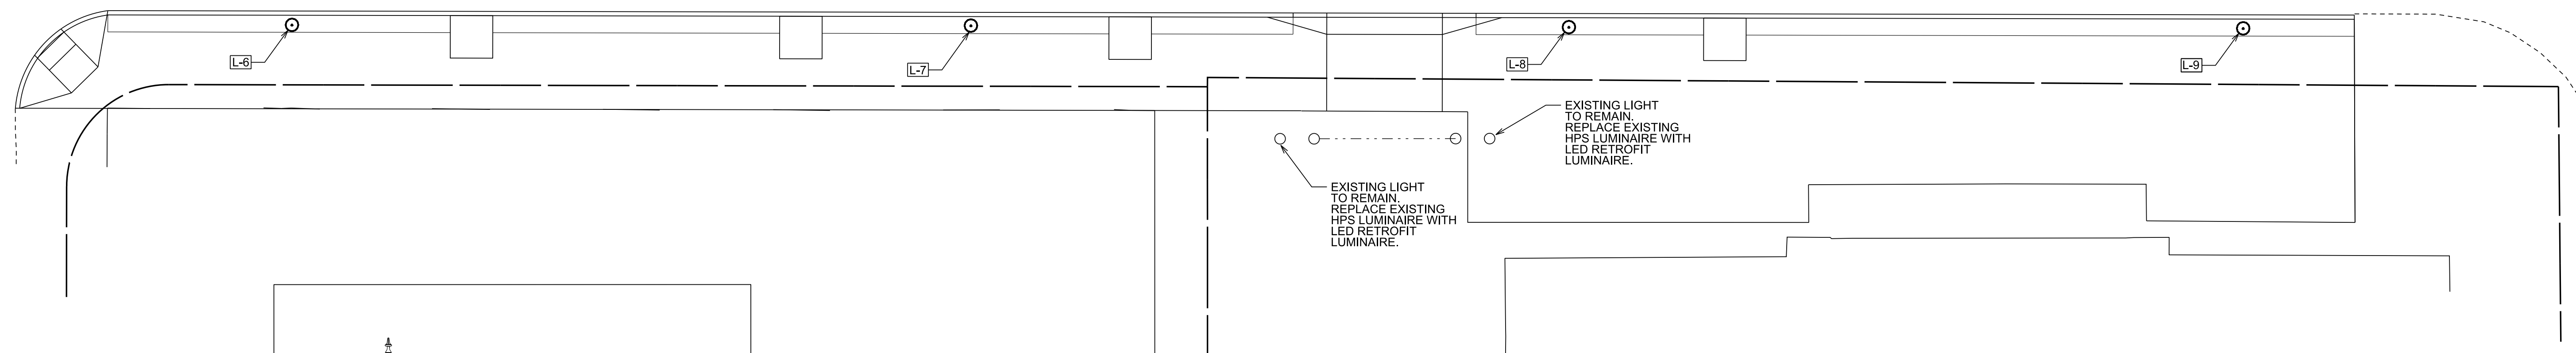 L-6
L-7
L-8
L-9
EXISTING LIGHT
TO REMAIN.
REPLACE EXISTING
HPS LUMINAIRE WITH
LED RETROFIT
LUMINAIRE.
EXISTING LIGHT
TO REMAIN.
REPLACE EXISTING
HPS LUMINAIRE WITH
LED RETROFIT
LUMINAIRE.